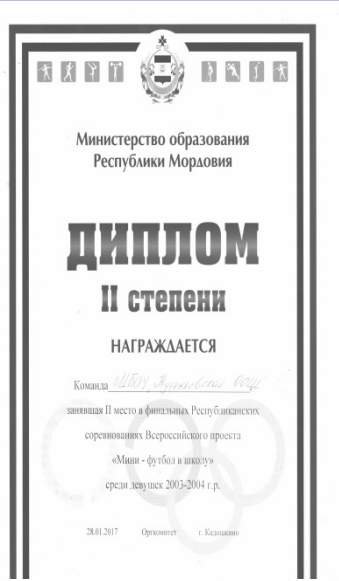 Министерство образования
Республики Мордовия
ДИПЛОМ
II степени
НАГРАЖДАЕТСЯ
Команда «МБОУ
занявшая II место в финальных Республиканских
соревнованиях Всероссийского проекта
«Мини - футбол в школу»
среди девушек 2003-2004 г.р.
28.01.2017 Оргкомитет г. Кадошкино